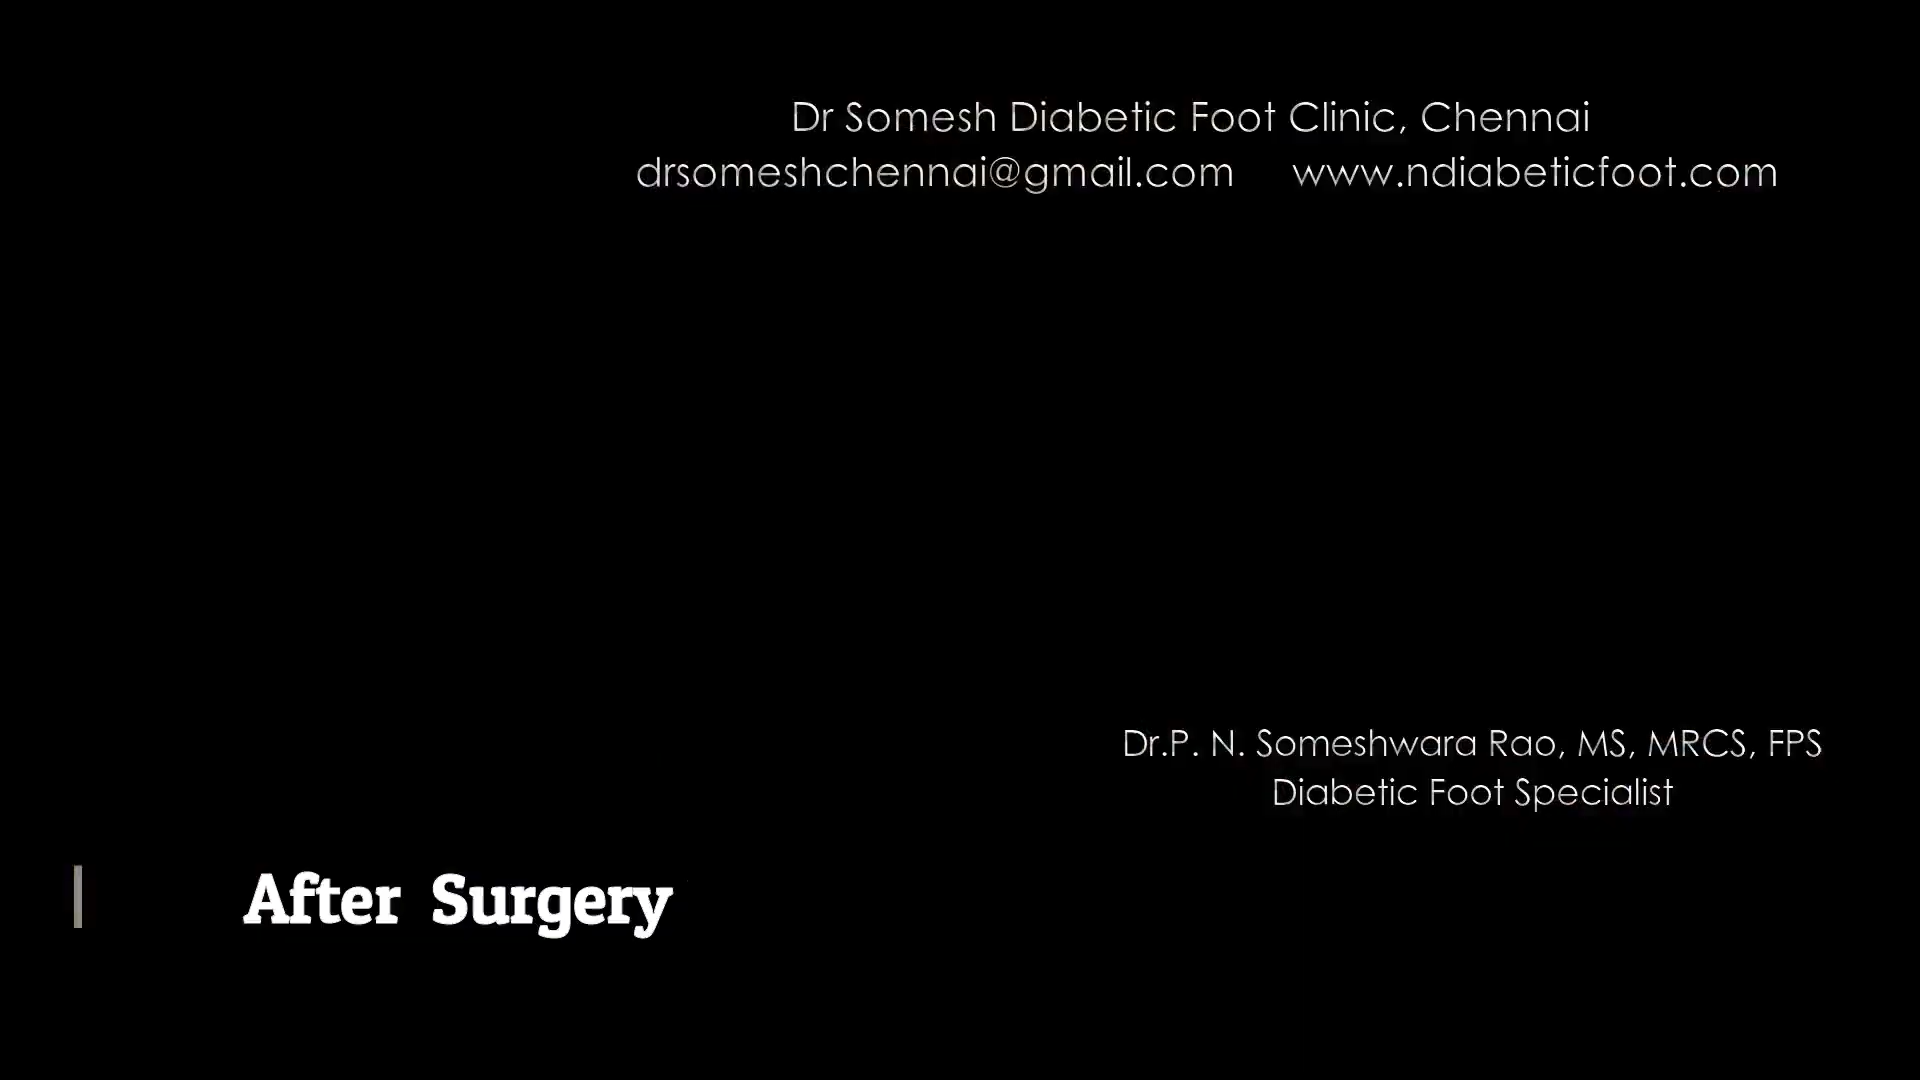 Dr Somesh Diabetic Foot Clinic, Chennai
drsomeshchennai@gmail.com www.ndiabeticfoot.com
Dr.P. N. Someshwara Rao, MS, MRCS, FPS
Diabetic Foot Specialist
After Surgery